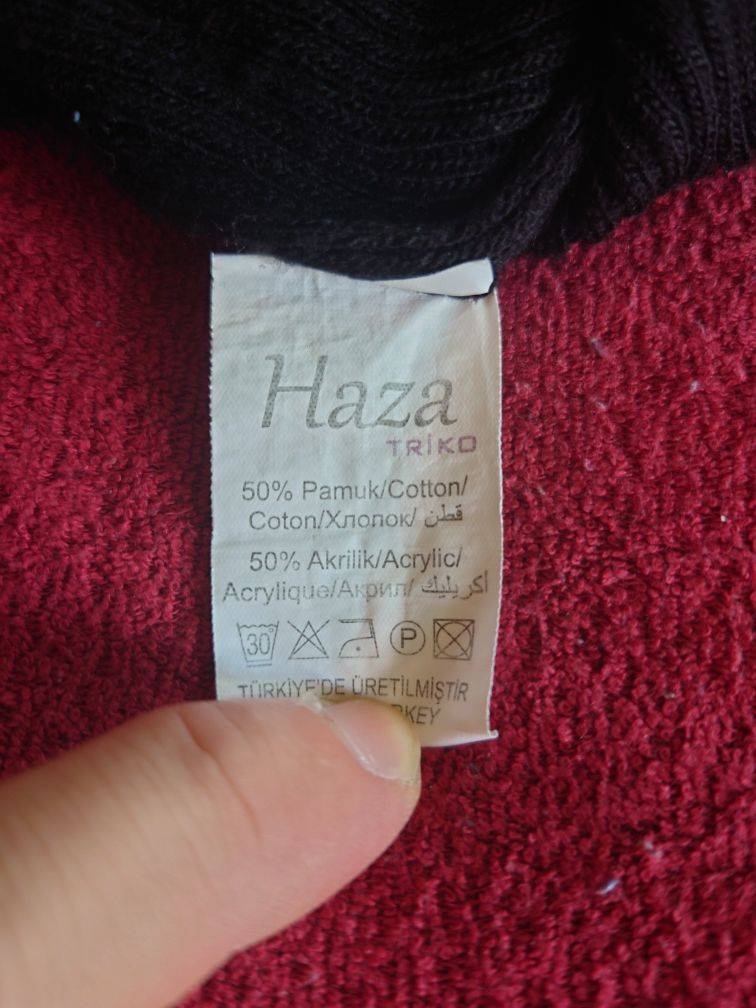 Haza
TRİKO
50% Pamuk/Cotton/
Coton/Хлопок/ قطن
50% Akrilik/Acrylic/
Acrylique/Акрил/ أكريليك
30
P
TÜRKİYE'DE ÜRETİLMİŞTİR